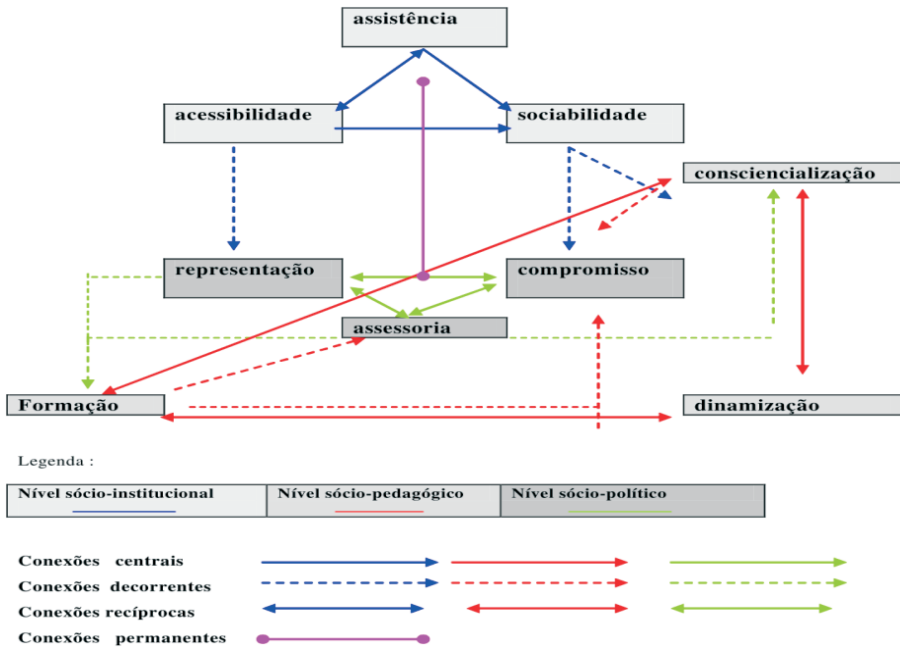 assistência
acessibilidade
sociabilidade
consciencialização
representação
compromisso
assessoria
Formação
dinamização
Legenda :
Nível sócio-institucional
Nível sócio-pedagógico
Nível sócio-político
Conexões centrais
Conexões decorrentes
Conexões recíprocas
Conexões permanentes